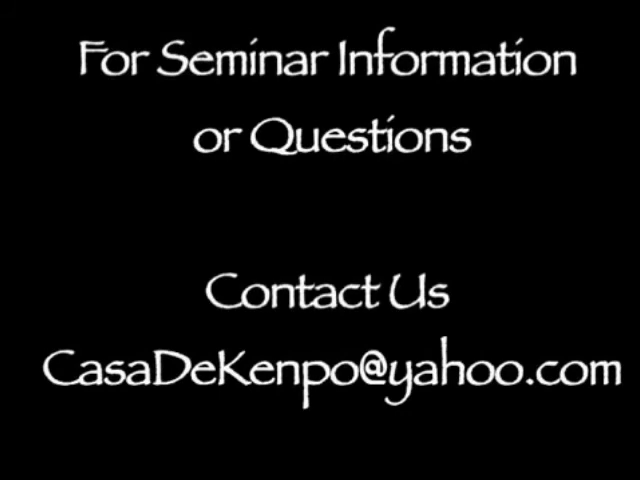 For Seminar Information
or Questions
Contact Us
CasaDeKenpo@yahoo.com